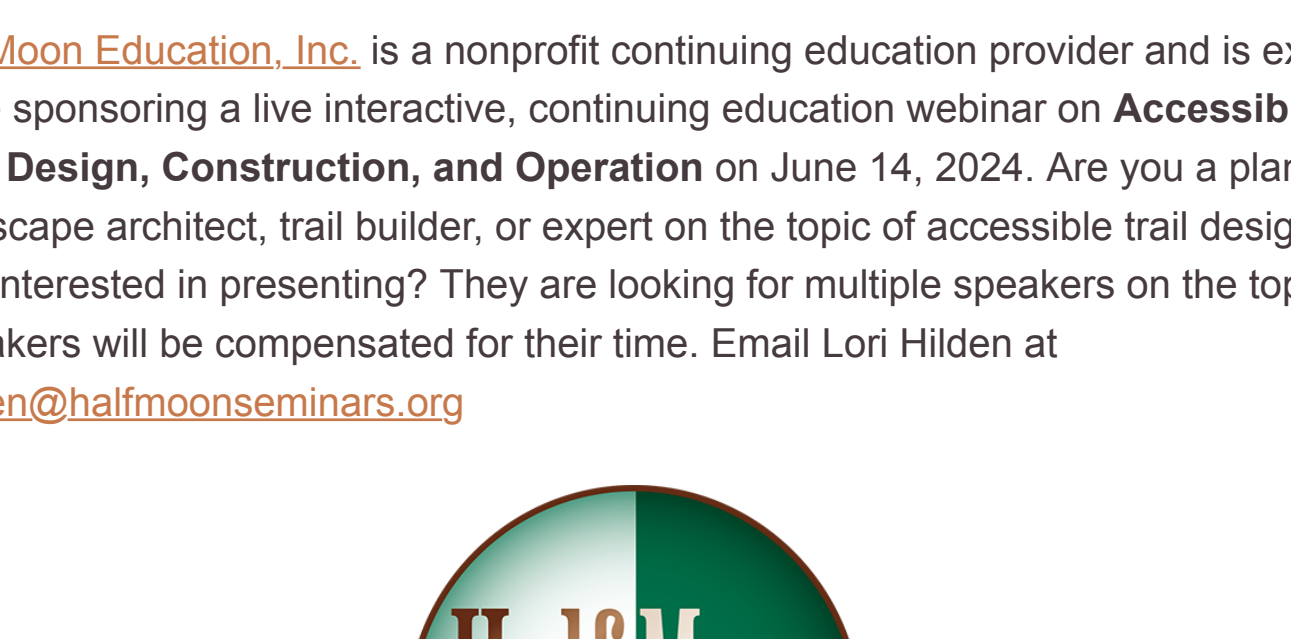 Moon Education, Inc. is a nonprofit continuing education provider and is ex
sponsoring a live interactive, continuing education webinar on Accessib
Design, Construction, and Operation on June 14, 2024. Are you a plan
scape architect, trail builder, or expert on the topic of accessible trail desig
nterested in presenting? They are looking for multiple speakers on the top
akers will be compensated for their time. Email Lori Hilden at
en@halfmoonseminars.org
Half M